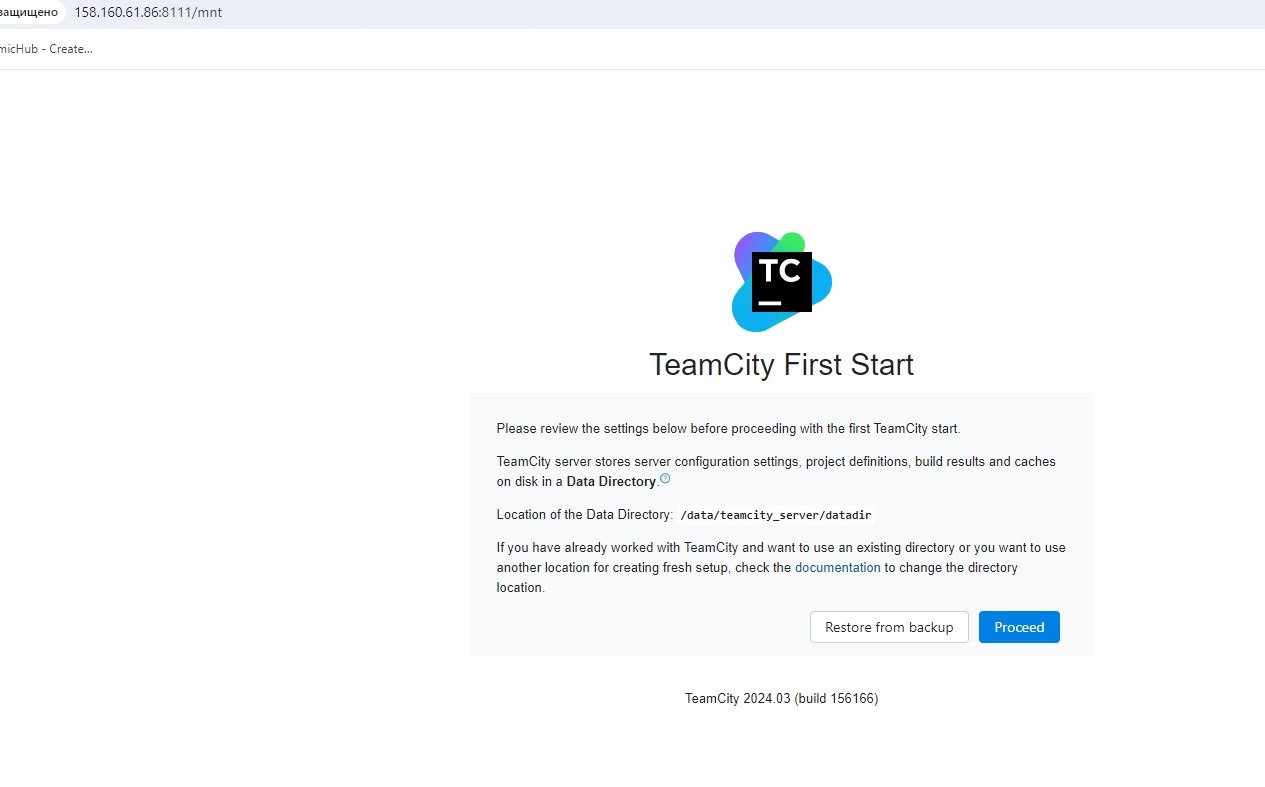 защищено 158.160.61.86:8111/mnt
micHub - Create...
TC
TeamCity First Start
Please review the settings below before proceeding with the first TeamCity start.
TeamCity server stores server configuration settings, project definitions, build results and caches
on disk in a Data Directory.?
Location of the Data Directory: /data/teamcity_server/datadir
If you have already worked with TeamCity and want to use an existing directory or you want to use
another location for creating fresh setup, check the documentation to change the directory
location.
Restore from backup Proceed
TeamCity 2024.03 (build 156166)